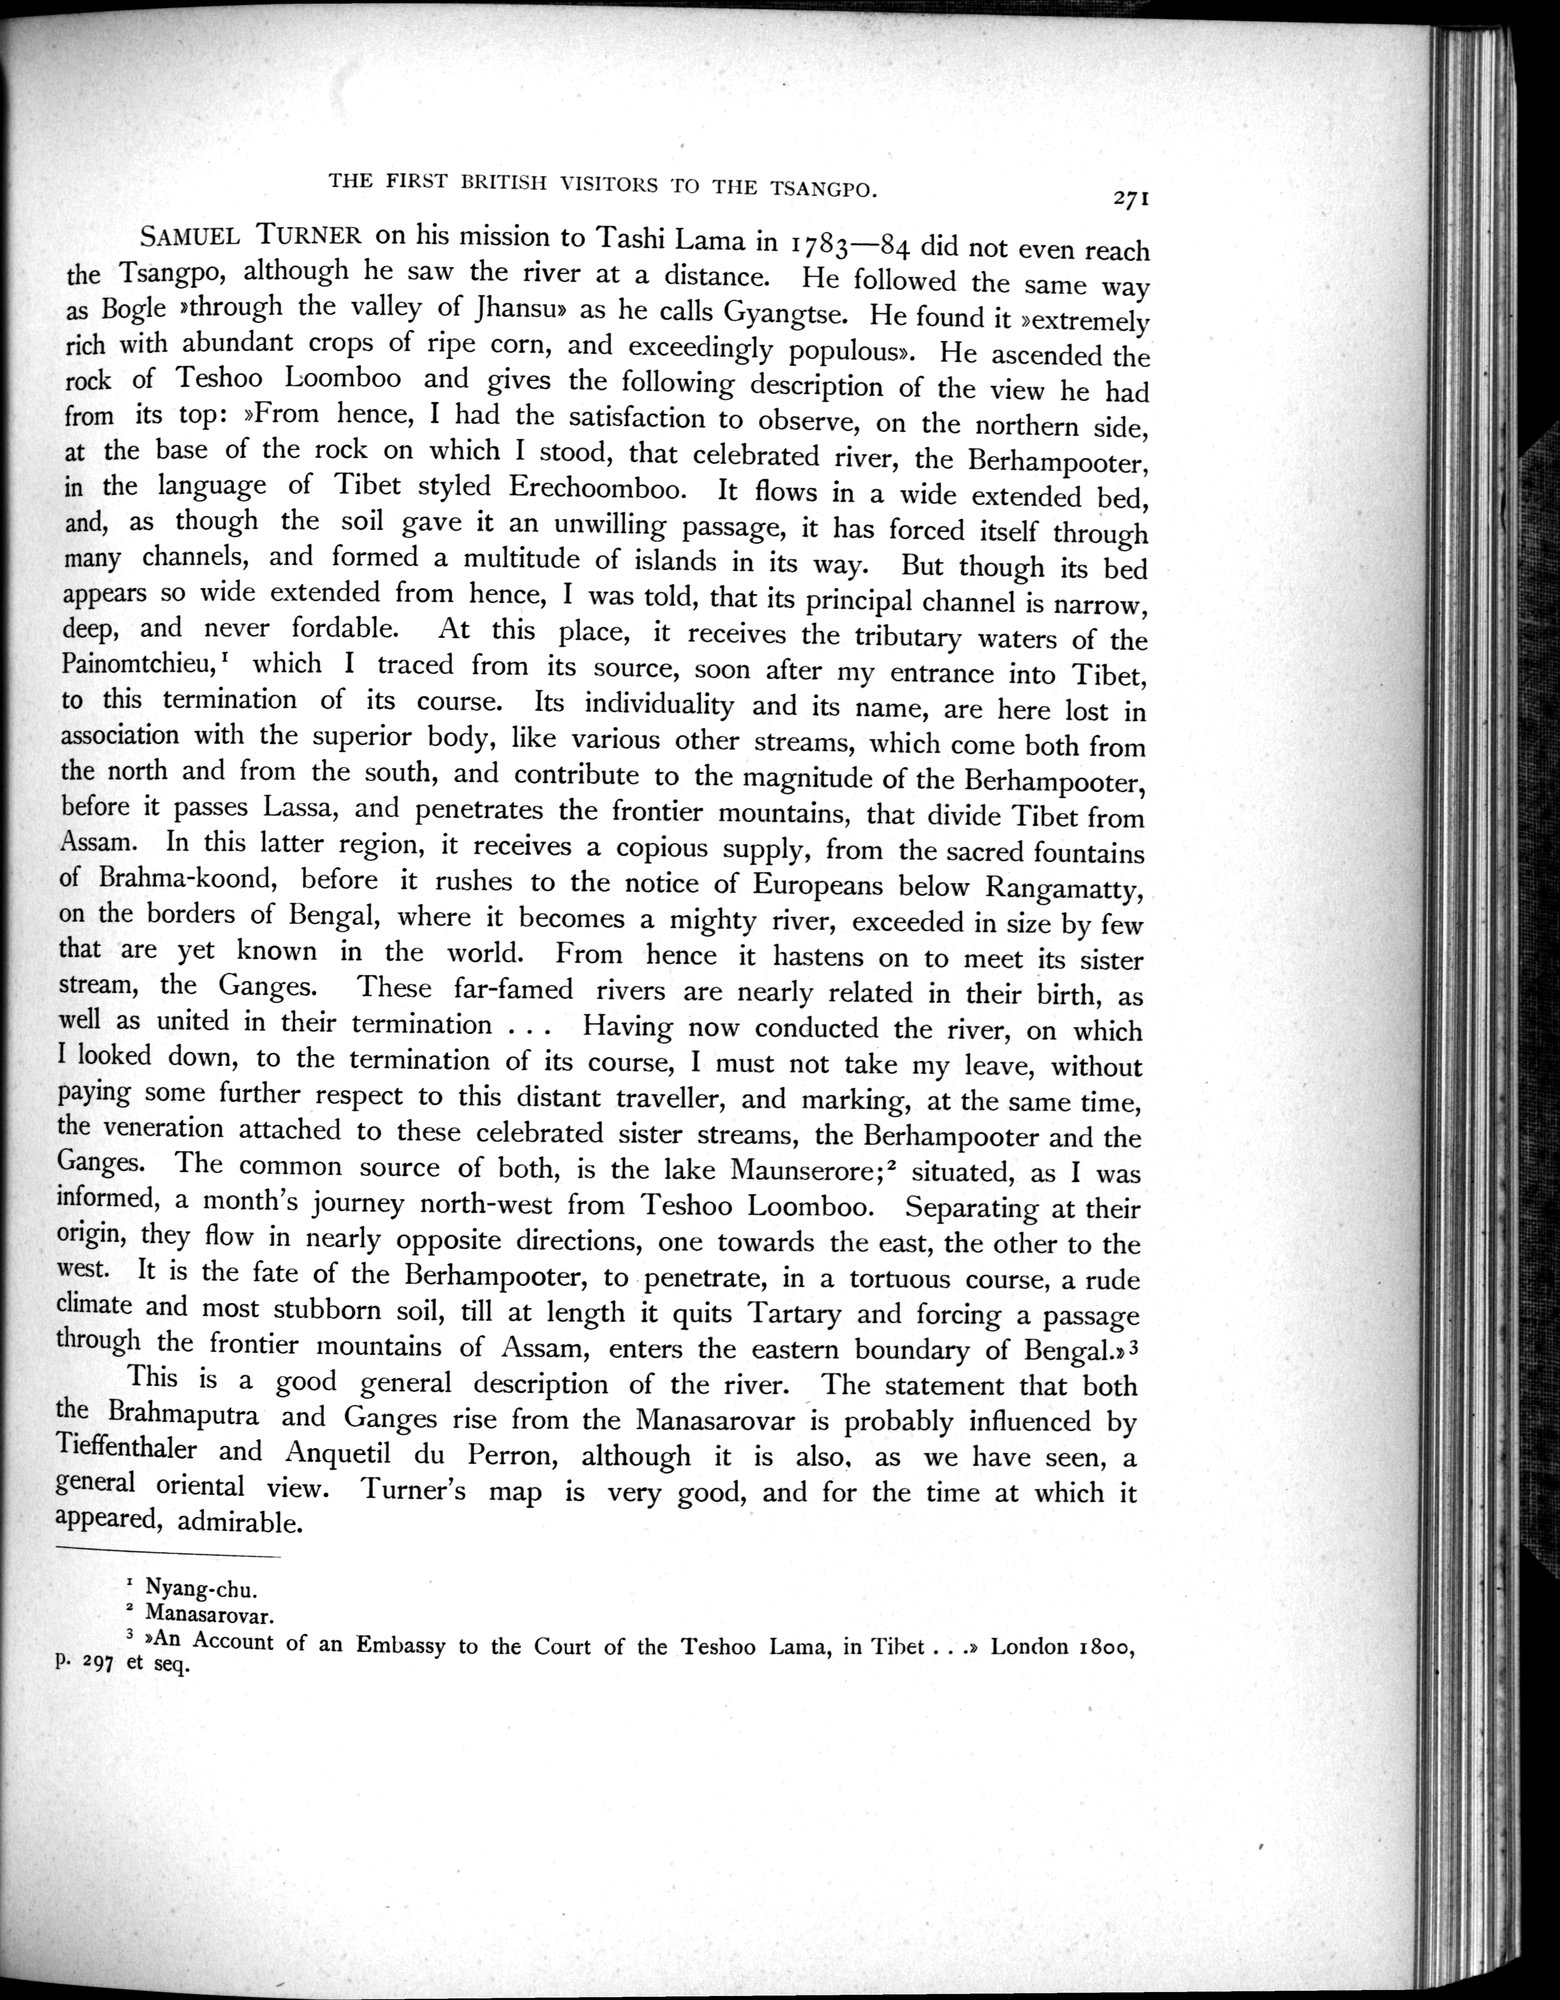 THE FIRST BRITISH VISITORS TO THE TSANGPO.
271
SAMUEL TURNER on his mission to Tashi Lama in 1783—84 did not even reach
the Tsangpo, although he saw the river at a distance. He followed the same way
as Bogle »through the valley of Jhansu» as he calls Gyangtse. He found it »extremely
rich with abundant crops of ripe corn, and exceedingly populous». He ascended the
rock of Teshoo Loomboo and gives the following description of the view he had
from its top: »From hence, I had the satisfaction to observe, on the northern side,
at the base of the rock on which I stood, that celebrated river, the Berhampooter,
in the language of Tibet styled Erechoomboo. It flows in a wide extended bed,
and, as though the soil gave it an unwilling passage, it has forced itself through
many channels, and formed a multitude of islands in its way. But though its bed
appears so wide extended from hence, I was told, that its principal channel is narrow,
deep, and never fordable. At this place, it receives the tributary waters of the
Painomtchieu,¹ which I traced from its source, soon after my entrance into Tibet,
to this termination of its course. Its individuality and its name, are here lost in
association with the superior body, like various other streams, which come both from
the north and from the south, and contribute to the magnitude of the Berhampooter,
before it passes Lassa, and penetrates the frontier mountains, that divide Tibet from
Assam. In this latter region, it receives a copious supply, from the sacred fountains
of Brahma-koond, before it rushes to the notice of Europeans below Rangamatty,
on the borders of Bengal, where it becomes a mighty river, exceeded in size by few
that are yet known in the world. From hence it hastens on to meet its sister
stream, the Ganges. These far-famed rivers are nearly related in their birth, as
well as united in their termination . . . Having now conducted the river, on which
I looked down, to the termination of its course, I must not take my leave, without
paying some further respect to this distant traveller, and marking, at the same time,
the veneration attached to these celebrated sister streams, the Berhampooter and the
Ganges. The common source of both, is the lake Maunserore;² situated, as I was
informed, a month's journey north-west from Teshoo Loomboo. Separating at their
origin, they flow in nearly opposite directions, one towards the east, the other to the
west. It is the fate of the Berhampooter, to penetrate, in a tortuous course, a rude
climate and most stubborn soil, till at length it quits Tartary and forcing a passage
through the frontier mountains of Assam, enters the eastern boundary of Bengal.»³
This is a good general description of the river. The statement that both
the Brahmaputra and Ganges rise from the Manasarovar is probably influenced by
Tieffenthaler and Anquetil du Perron, although it is also, as we have seen, a
general oriental view. Turner's map is very good, and for the time at which it
appeared, admirable.
¹ Nyang-chu.
² Manasarovar.
³ »An Account of an Embassy to the Court of the Teshoo Lama, in Tibet . . .» London 1800,
p. 297 et seq.